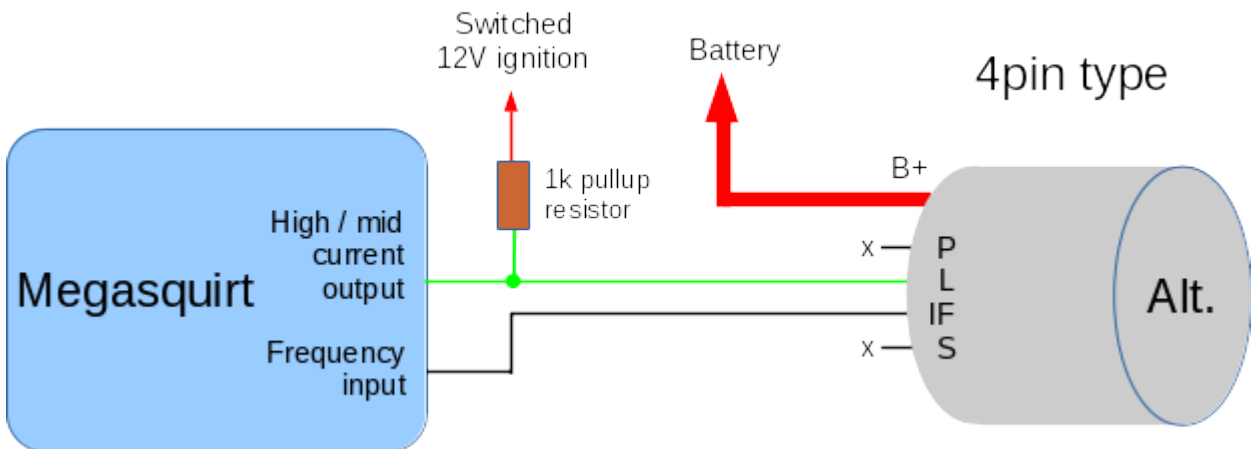 Switched
12V ignition
Battery
4pin type
1k pullup
resistor
B+
High / mid
current
output
Megasquirt
Frequency
input
x
P
L
IF
x
S
Alt.